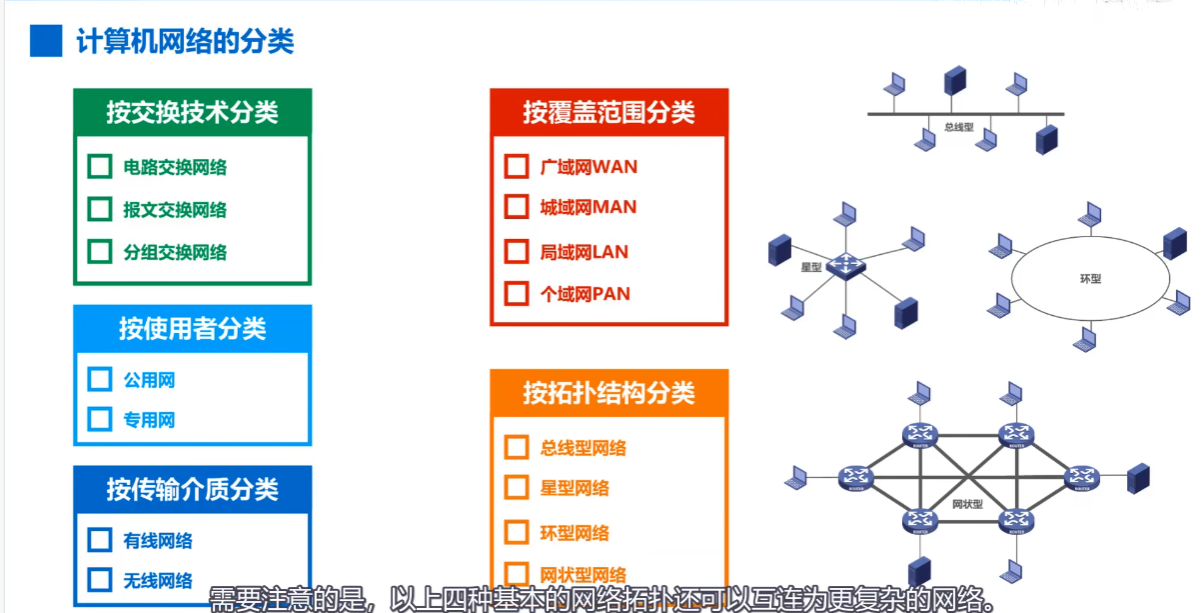 计算机网络的分类
按交换技术分类
电路交换网络
报文交换网络
分组交换网络
按使用者分类
公用网
专用网
按传输介质分类
有线网络
无线网络
按覆盖范围分类
广域网WAN
城域网MAN
局域网LAN
个域网PAN
按拓扑结构分类
总线型网络
星型网络
环型网络
网状型网络
总线型
星型
环型
网状型
需要注意的是，以上四种基本的网络拓扑还可以互连为更复杂的网络。